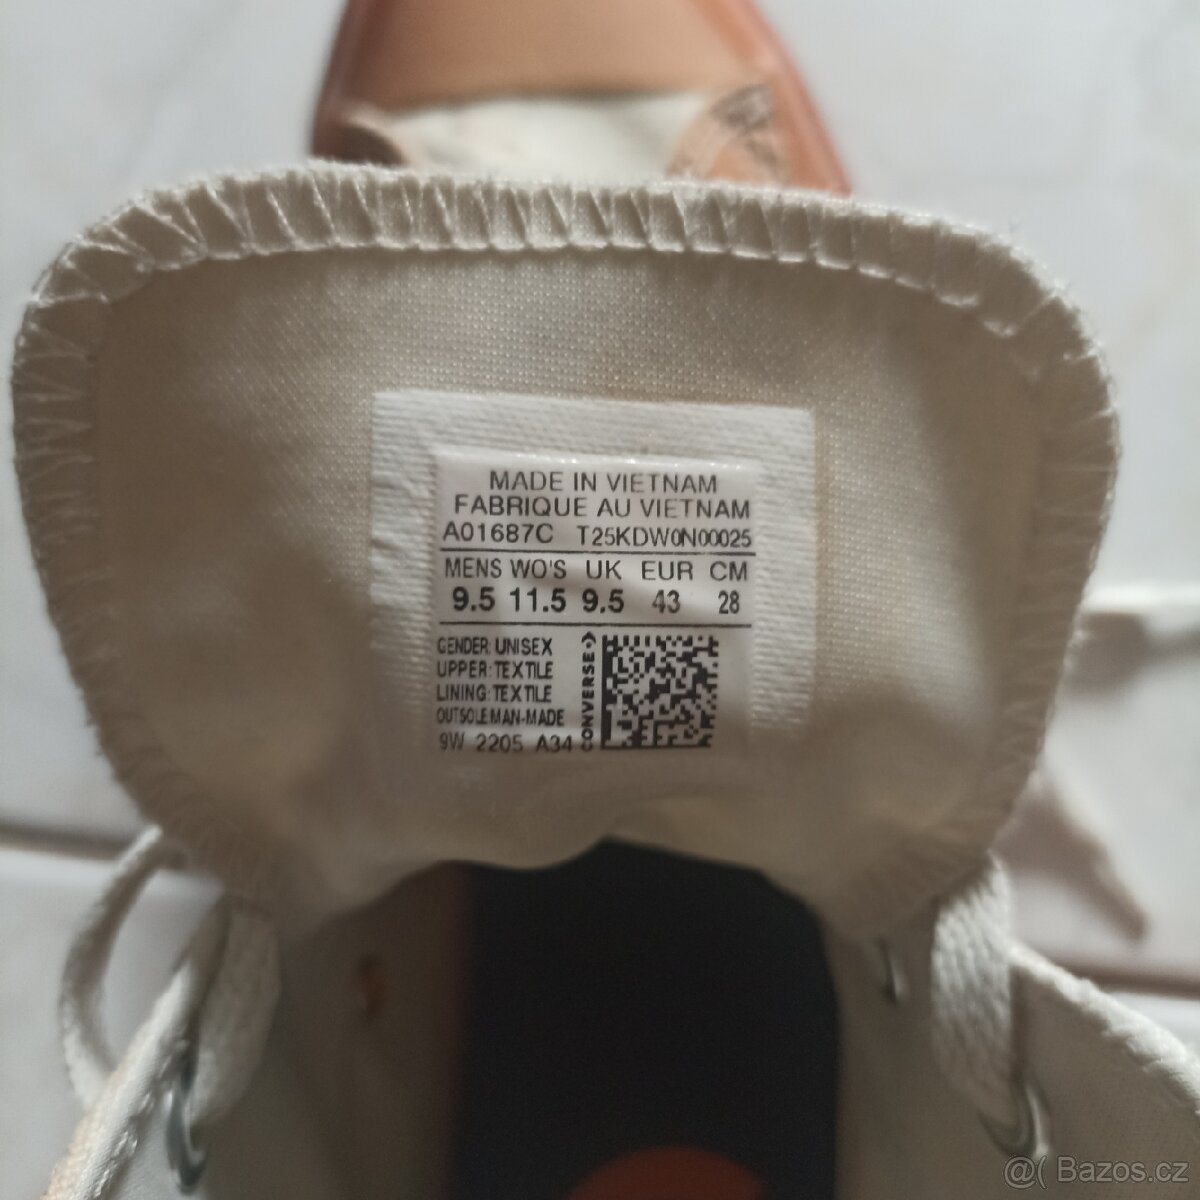 MADE IN VIETNAM
FABRIQUE AU VIETNAM
A01687C T25KDW0N00025
MENS WO'S UK EUR CM
9.5 11.5 9.5 43 28
GENDER: UNISEX
UPPER: TEXTILE
LINING: TEXTILE
OUTSOLE MAN-MADE
9W 2205 A34
CONVERSE
@( Bazos.cz